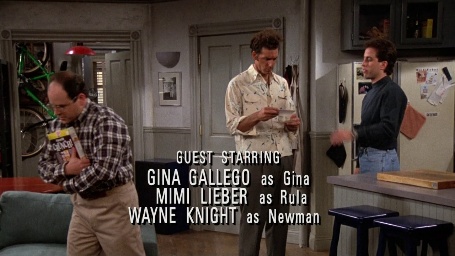 GUEST STARRING
GINA GALLEGO as Gina
MIMI LIEBER as Rula
WAYNE KNIGHT as Newman